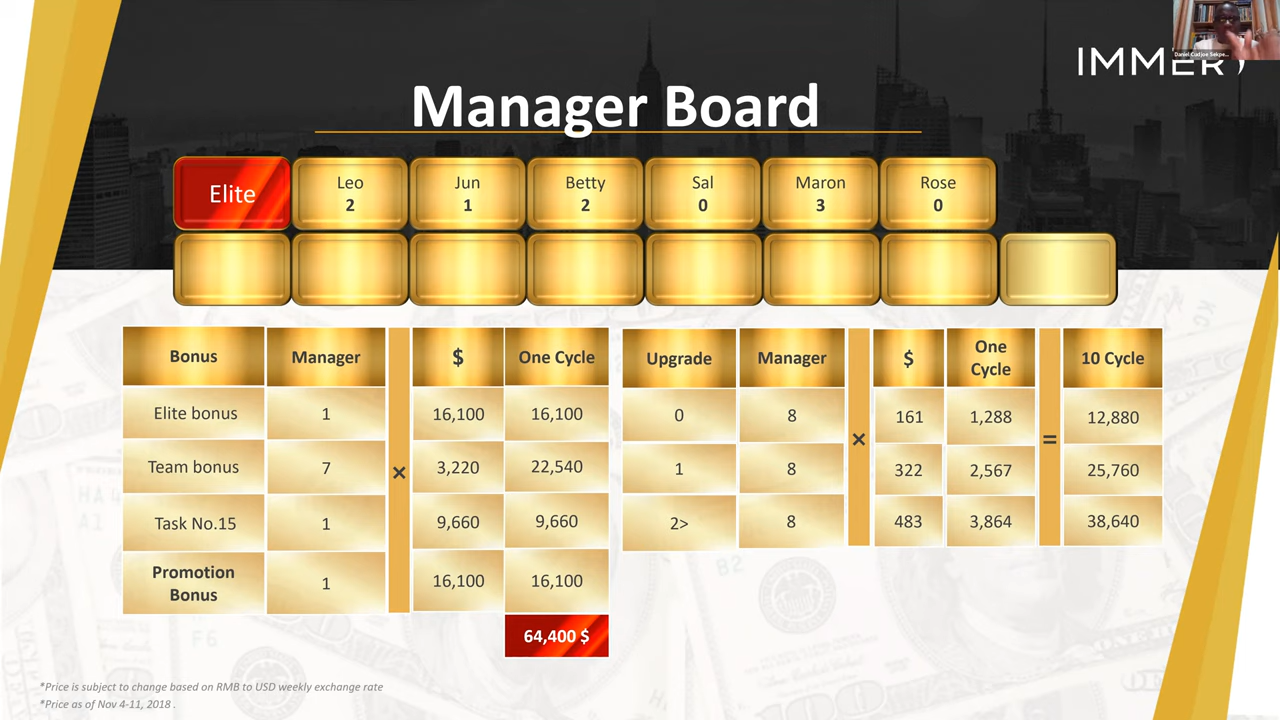 IMMER
Daniel Cudjoe Sekpe...
Manager Board
Elite
Leo Jun Betty Sal Maron Rose
2 1 2 0 3 0
Bonus Manager $ One Cycle
Elite bonus 1 16,100 16,100
Team bonus 7 × 3,220 22,540
Task No.15 1 9,660 9,660
Promotion
Bonus 1 16,100 16,100
64,400 $
Upgrade Manager $ One
Cycle 10 Cycle
0 8 161 1,288 12,880
× =
1 8 322 2,567 25,760
2> 8 483 3,864 38,640
*Price is subject to change based on RMB to USD weekly exchange rate
*Price as of Nov 4-11, 2018 .